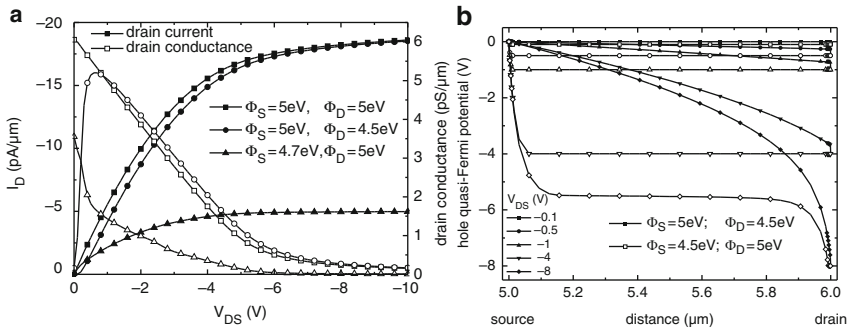 a
−20
−15
−10
−5
0
I_D (pA/μm)
drain current
drain conductance
Φ_S=5eV, Φ_D=5eV
Φ_S=5eV, Φ_D=4.5eV
Φ_S=4.7eV, Φ_D=5eV
6
5
4
3
2
1
0
drain conductance (pS/μm)
0 −2 −4 −6 −8 −10
V_DS (V)
b
0
−2
−4
−6
−8
hole quasi-Fermi potential (V)
V_DS (V)
−0.1
−0.5
−1
−4
−8
Φ_S=5eV; Φ_D=4.5eV
Φ_S=4.5eV; Φ_D=5eV
5.0 5.2 5.4 5.6 5.8 6.0
source distance (μm) drain